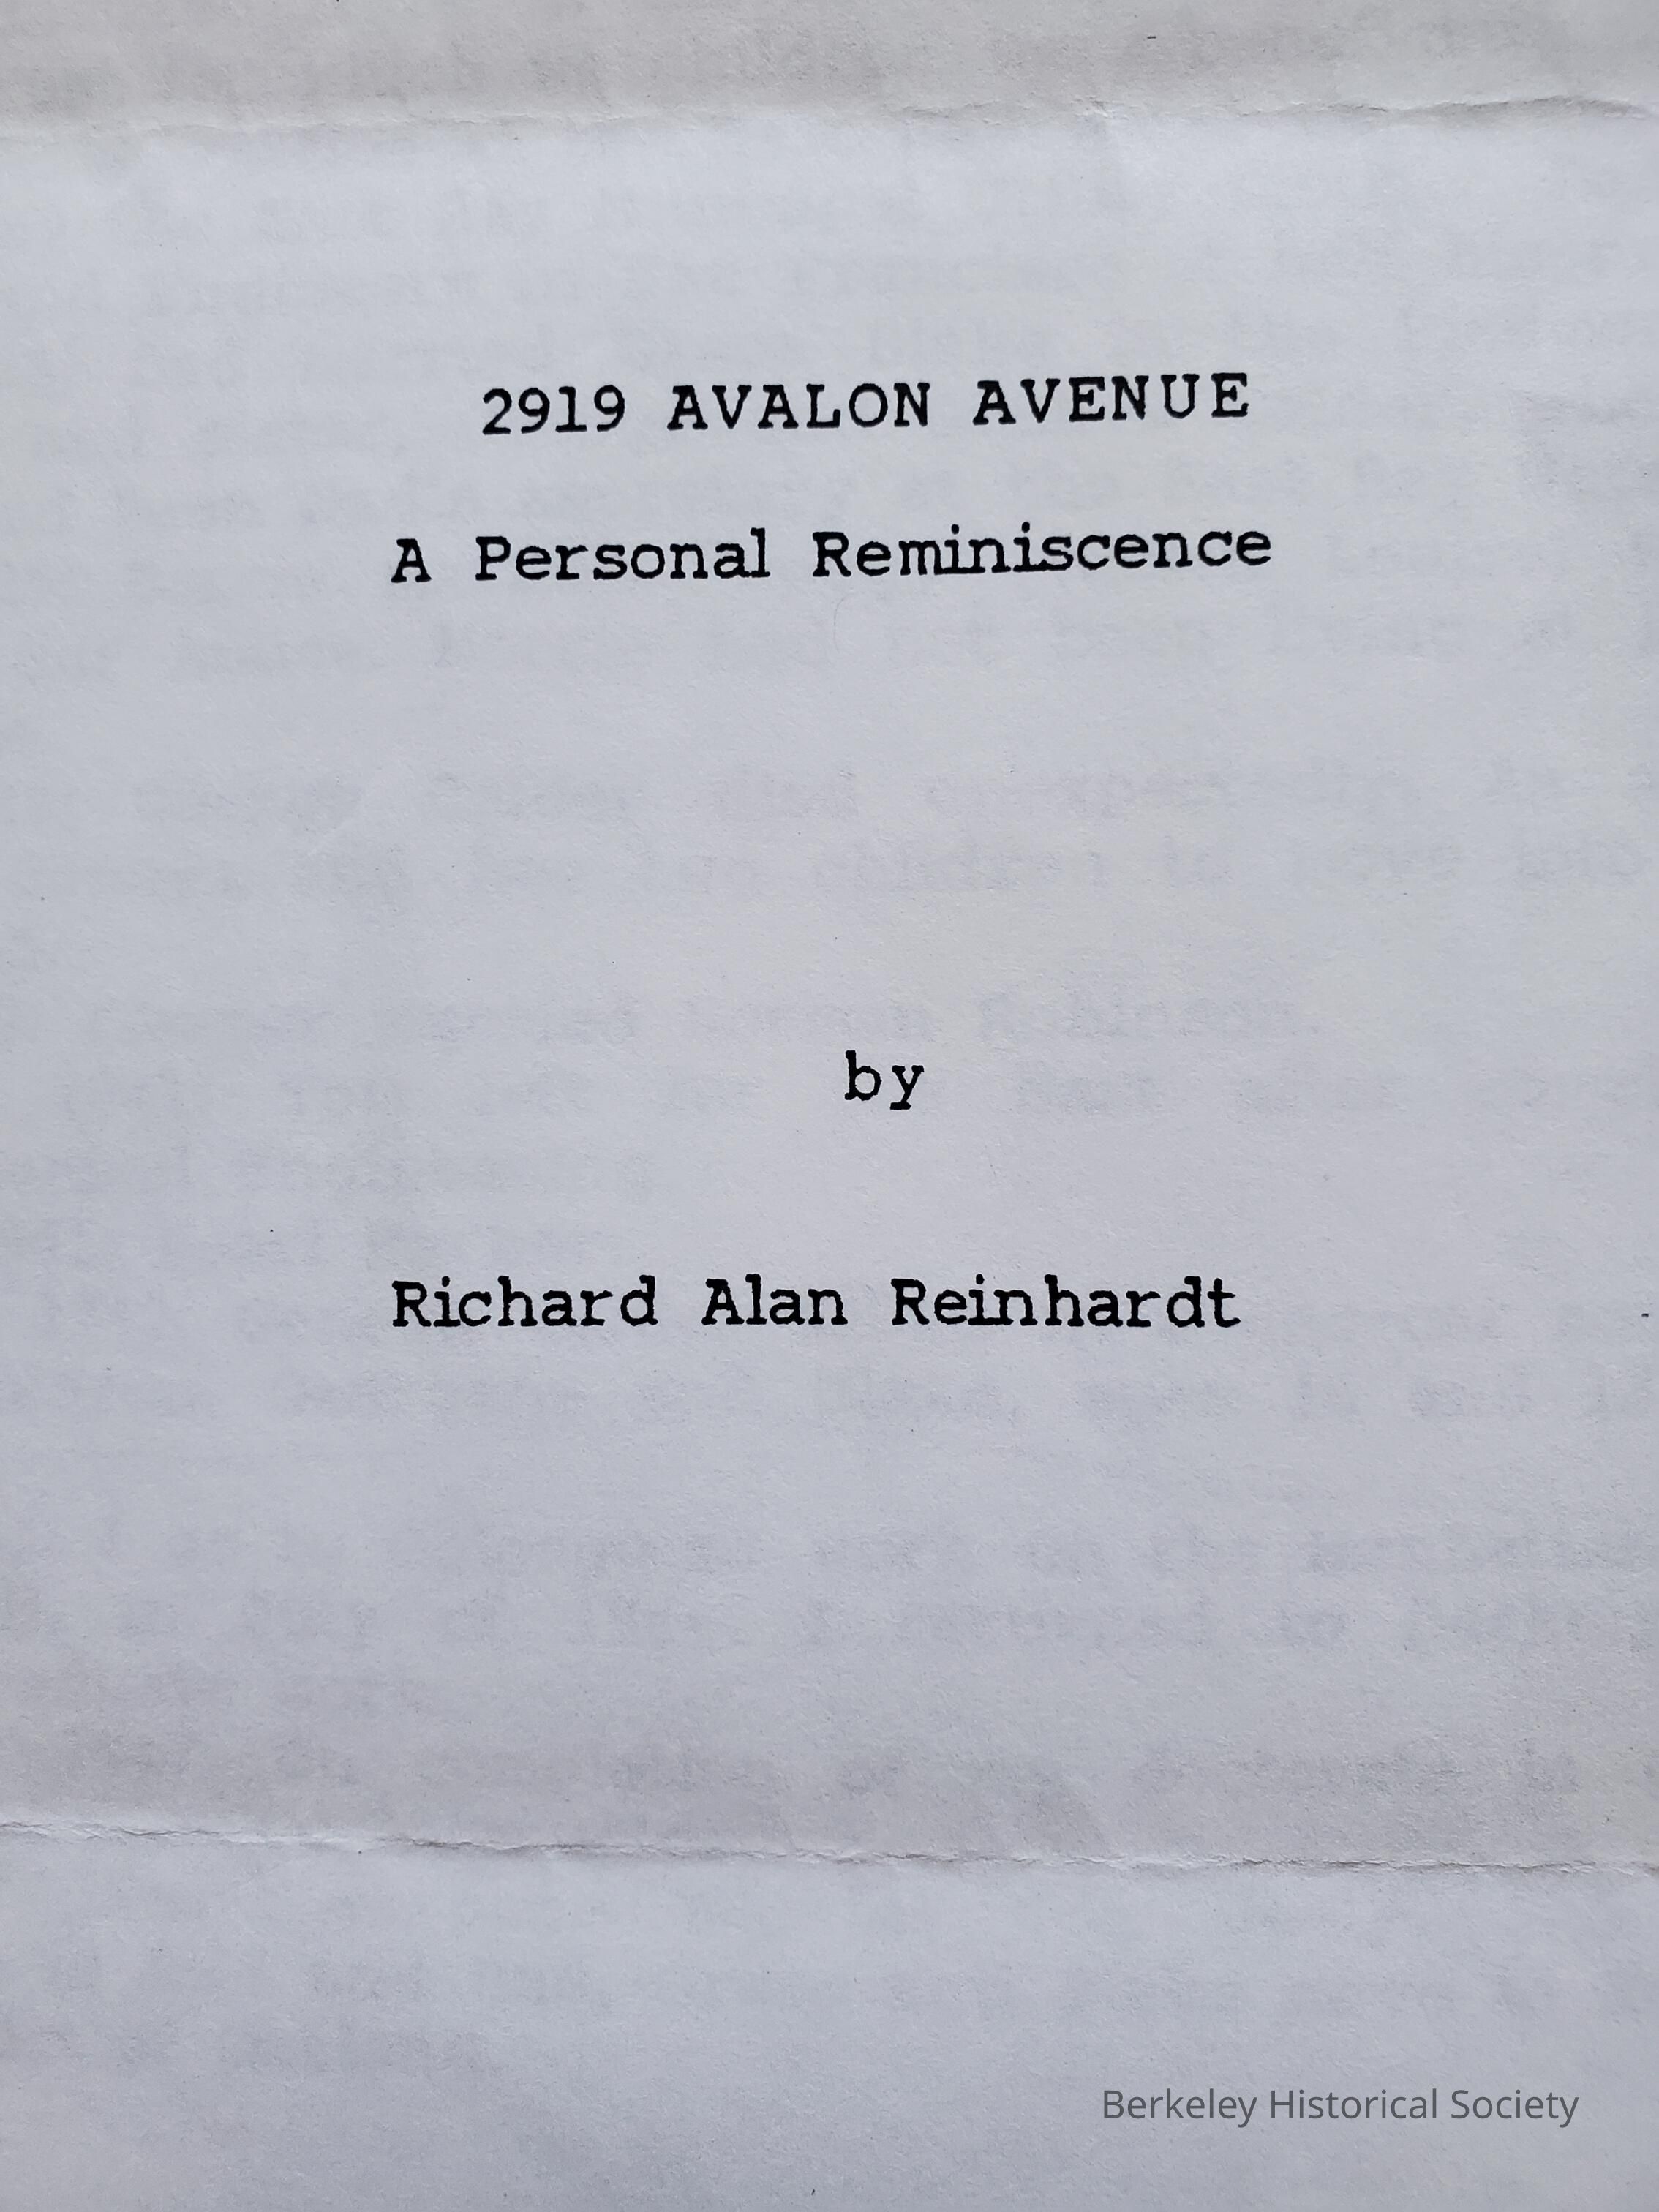 2919 AVALON AVENUE
A Personal Reminiscence
by
Richard Alan Reinhardt
Berkeley Historical Society